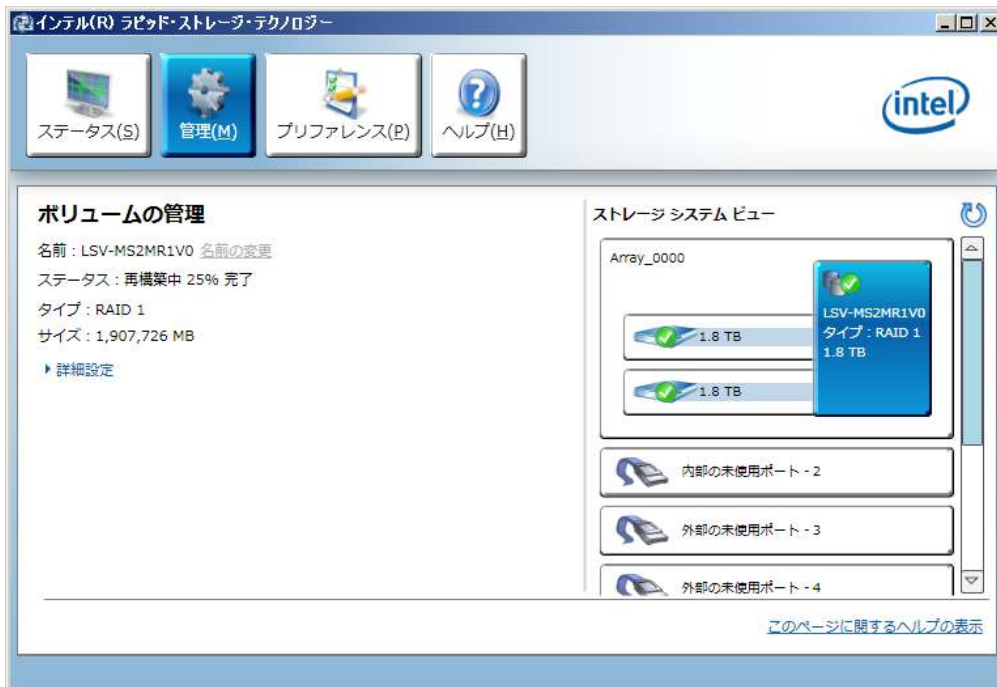 インテル(R) ラピッド・ストレージ・テクノロジー
ステータス(S)
管理(M)
プリファレンス(P)
ヘルプ(H)
intel
ボリュームの管理
名前 : LSV-MS2MR1V0 名前の変更
ステータス : 再構築中 25% 完了
タイプ : RAID 1
サイズ : 1,907,726 MB
詳細設定
ストレージ システム ビュー
Array_0000
LSV-MS2MR1V0
タイプ : RAID 1
1.8 TB
1.8 TB
1.8 TB
内部の未使用ポート - 2
外部の未使用ポート - 3
外部の未使用ポート - 4
このページに関するヘルプの表示